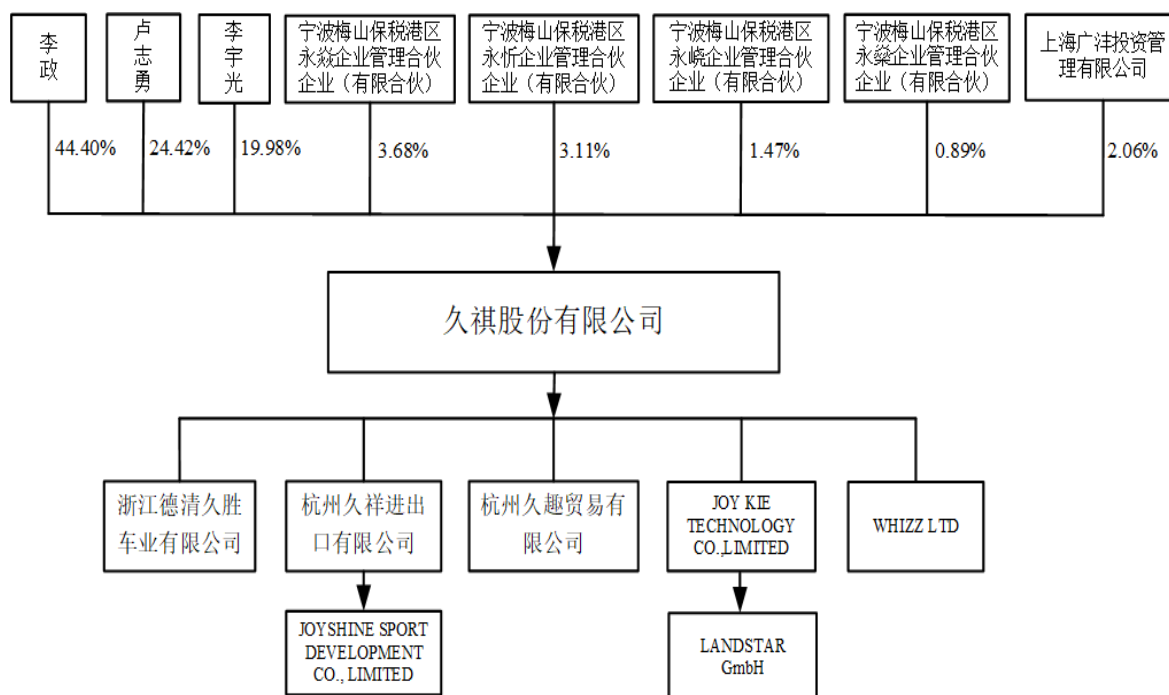 李
政
卢
志
勇
李
宇
光
宁波梅山保税港区
永焱企业管理合伙
企业（有限合伙）
宁波梅山保税港区
永忻企业管理合伙
企业（有限合伙）
宁波梅山保税港区
永峣企业管理合伙
企业（有限合伙）
宁波梅山保税港区
永燊企业管理合伙
企业（有限合伙）
上海广沣投资管
理有限公司
44.40%
24.42%
19.98%
3.68%
3.11%
1.47%
0.89%
2.06%
久祺股份有限公司
浙江德清久胜
车业有限公司
杭州久祥进出
口有限公司
杭州久趣贸易有
限公司
JOY KIE
TECHNOLOGY
CO.,LIMITED
WHIZZ LTD
JOYSHINE SPORT
DEVELOPMENT
CO., LIMITED
LANDSTAR
GmbH